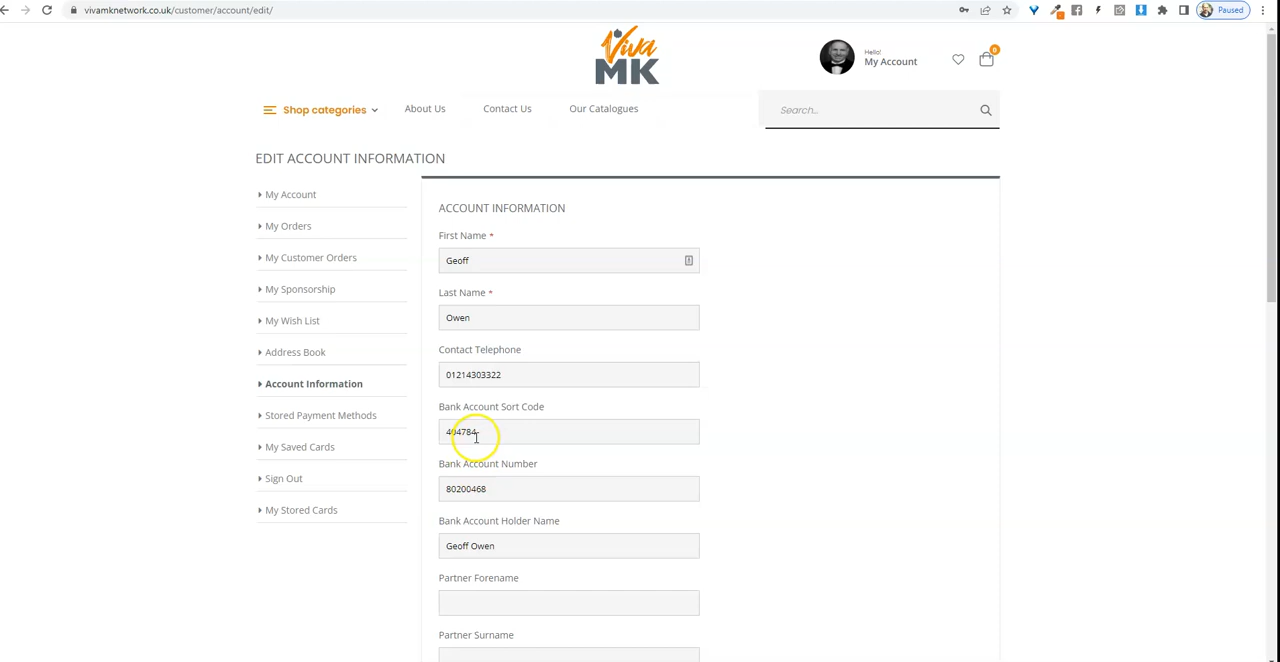 vivamknetwork.co.uk/customer/account/edit/
Paused
Viva
MK
Hello!
My Account
0
Shop categories
About Us
Contact Us
Our Catalogues
Search...
EDIT ACCOUNT INFORMATION
My Account
My Orders
My Customer Orders
My Sponsorship
My Wish List
Address Book
Account Information
Stored Payment Methods
My Saved Cards
Sign Out
My Stored Cards
ACCOUNT INFORMATION
First Name *
Geoff
Last Name *
Owen
Contact Telephone
01214303322
Bank Account Sort Code
404784
Bank Account Number
80200468
Bank Account Holder Name
Geoff Owen
Partner Forename
Partner Surname